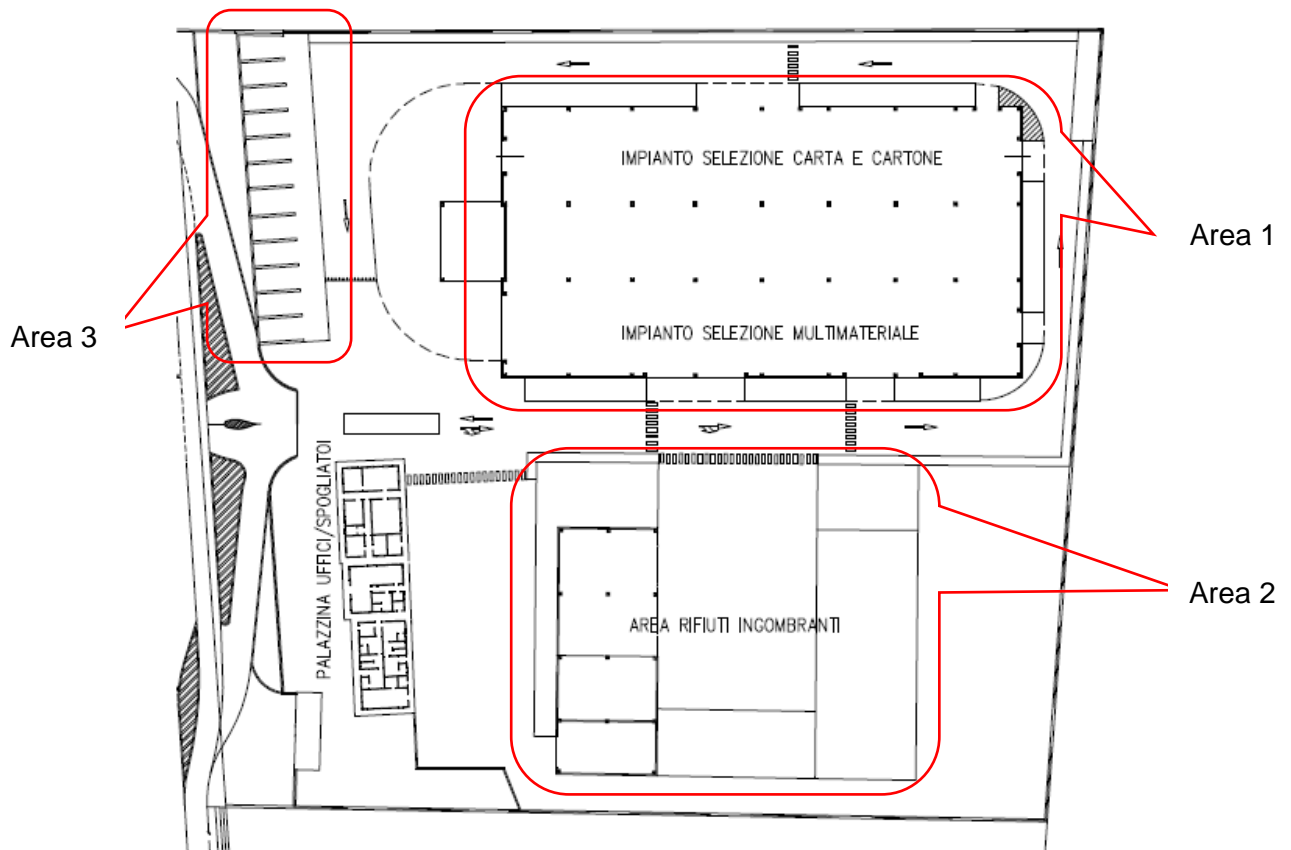 IMPIANTO SELEZIONE CARTA E CARTONE
Area 1
IMPIANTO SELEZIONE MULTIMATERIALE
Area 3
PALAZZINA UFFICI/SPOGLIATOI
Area 2
AREA RIFIUTI INGOMBRANTI